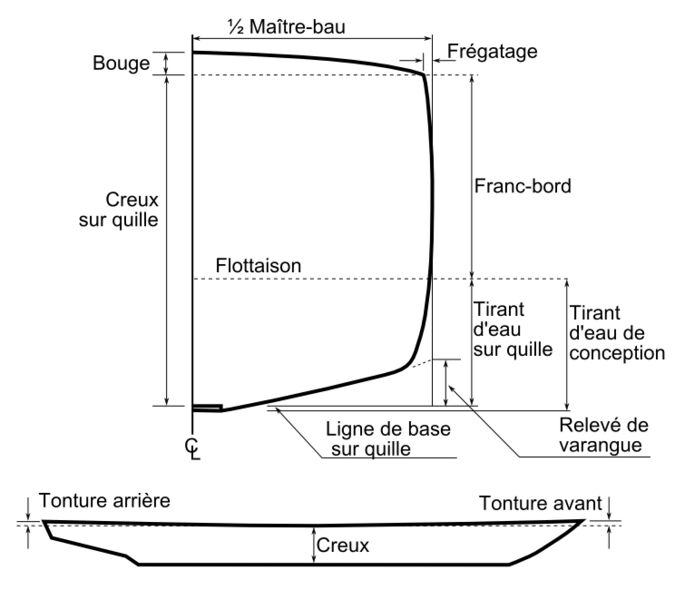 ½ Maître-bau
Frégatage
Bouge
Creux
sur quille
Franc-bord
Flottaison
Tirant
d'eau
sur quille
Tirant
d'eau de
conception
Ligne de base
sur quille
Relevé de
varangue
℄
Tonture arrière
Tonture avant
Creux